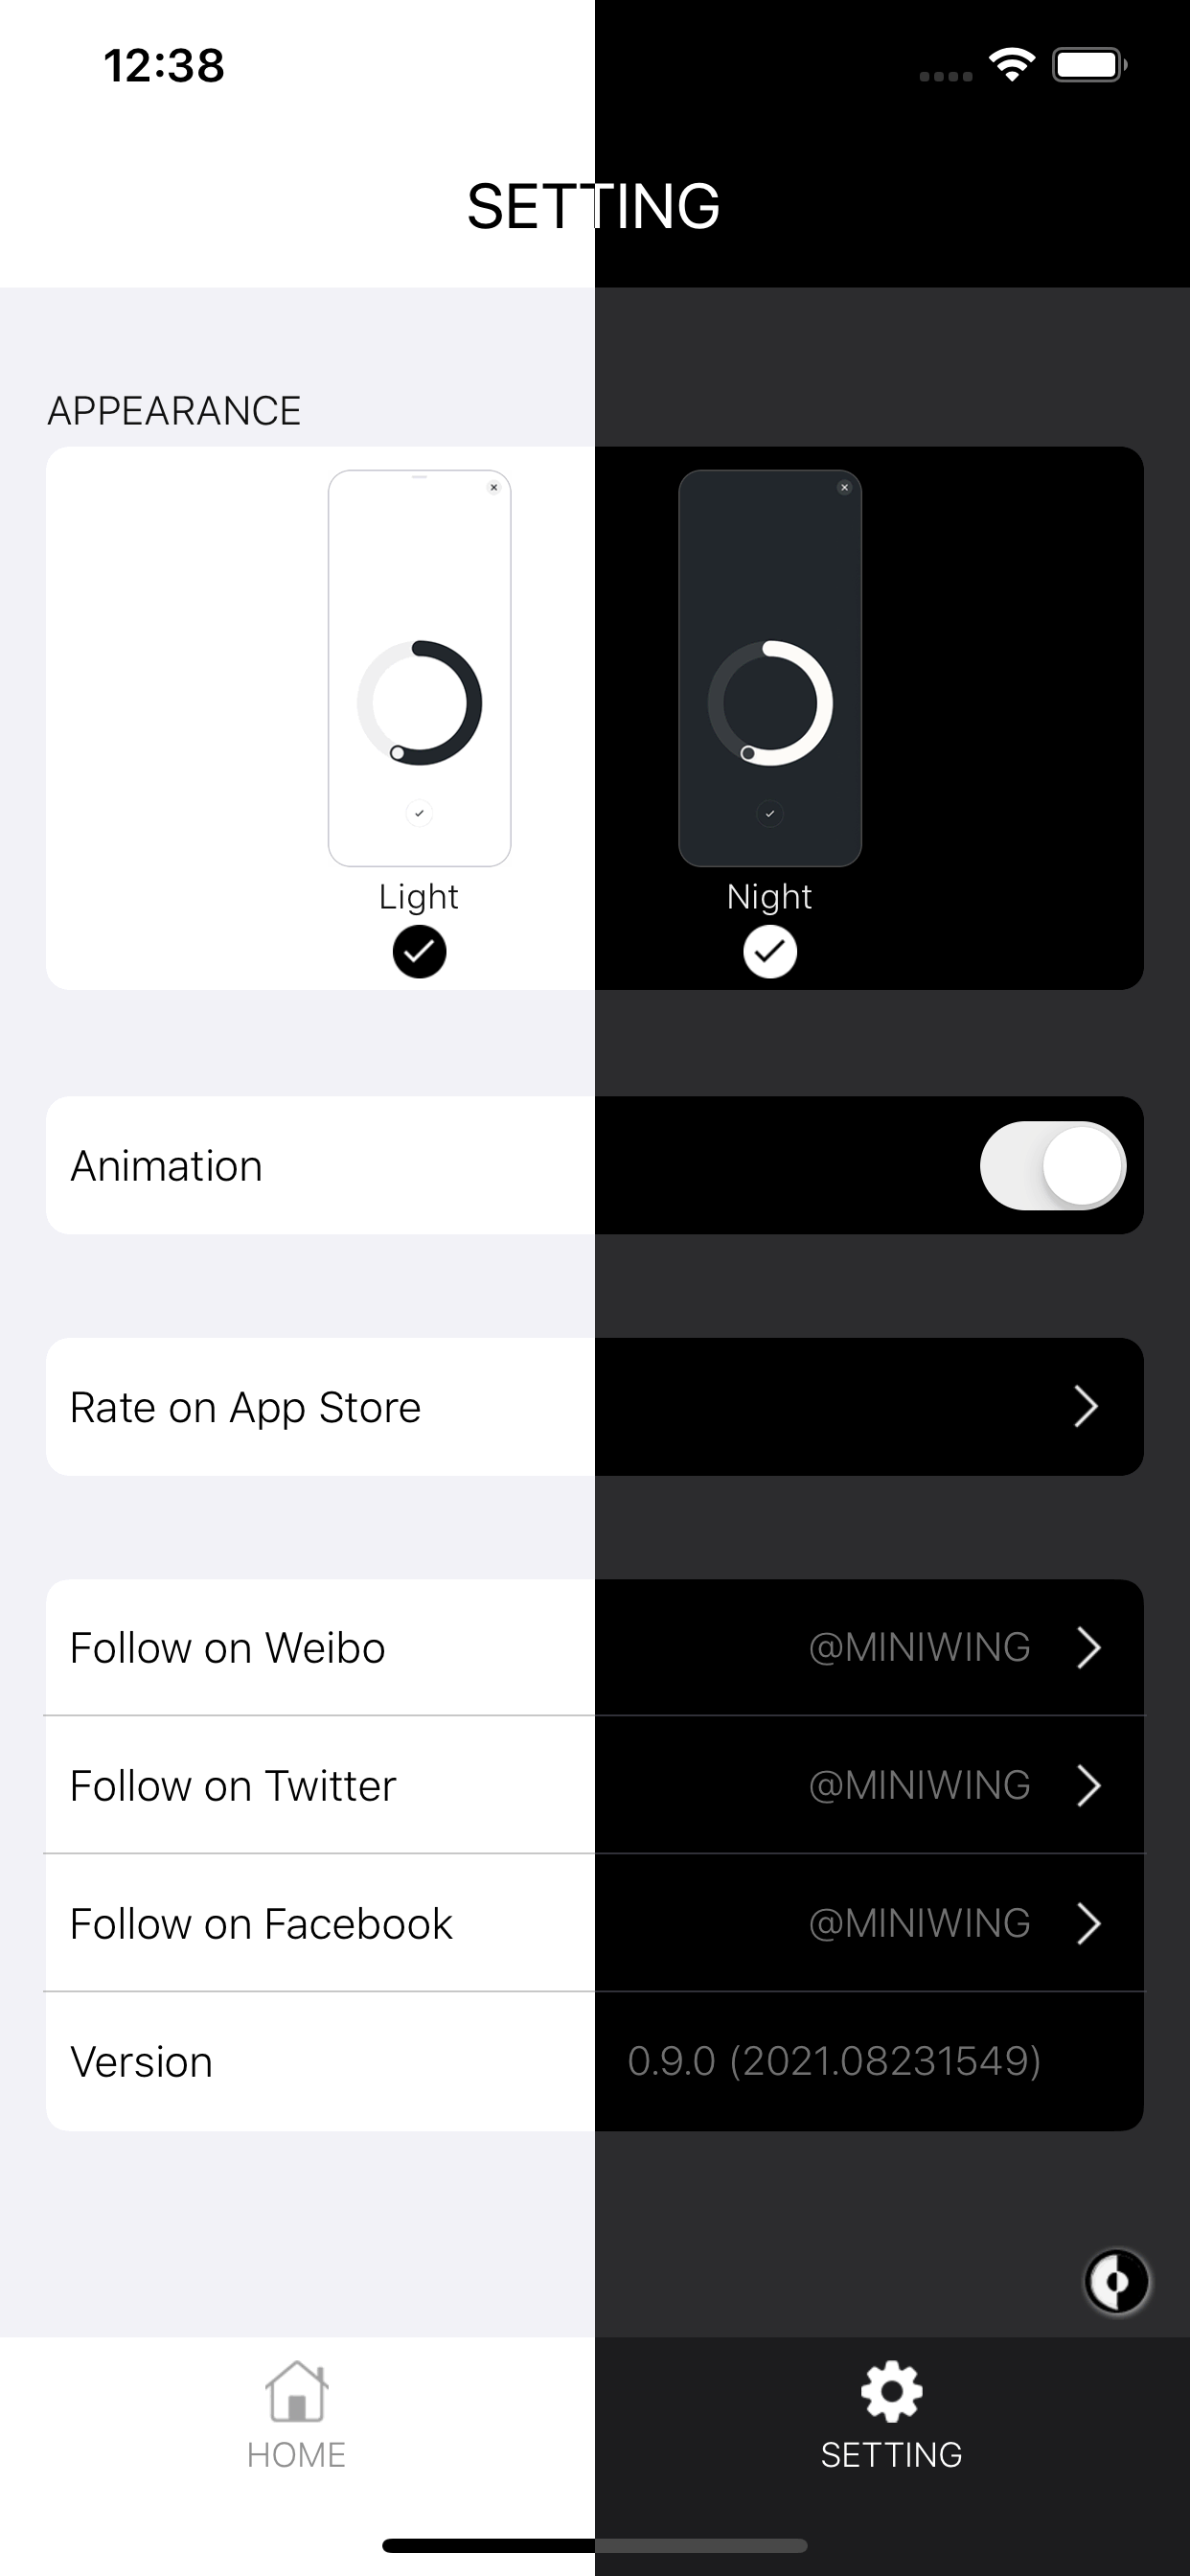 12:38
SETTING
APPEARANCE
Light
Night
Animation
Rate on App Store
Follow on Weibo @MINIWING
Follow on Twitter @MINIWING
Follow on Facebook @MINIWING
Version 0.9.0 (2021.08231549)
HOME
SETTING